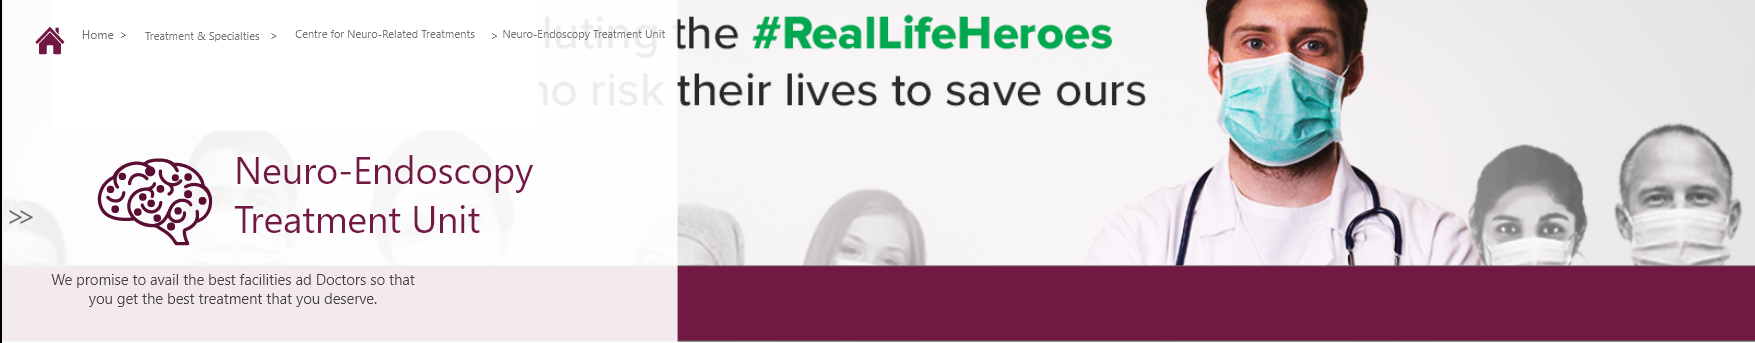 Home > Treatment & Specialties > Centre for Neuro-Related Treatments > Neuro-Endoscopy Treatment Unit
the #RealLifeHeroes
risk their lives to save ours
Neuro-Endoscopy
Treatment Unit
>>
We promise to avail the best facilities ad Doctors so that
you get the best treatment that you deserve.